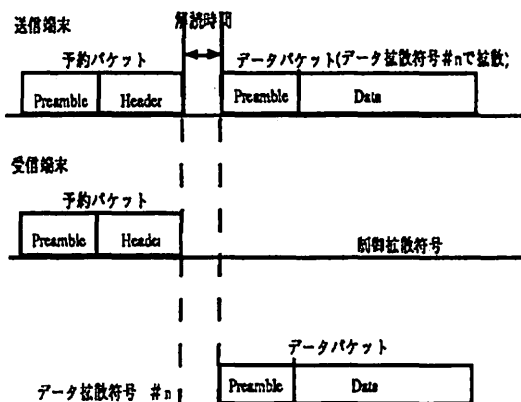 送信端末
解読時間
予約パケット
データパケット(データ拡散符号#nで拡散)
Preamble Header Preamble Data
受信端末
予約パケット
Preamble Header
制御拡散符号
データパケット
データ拡散符号 #n
Preamble Data